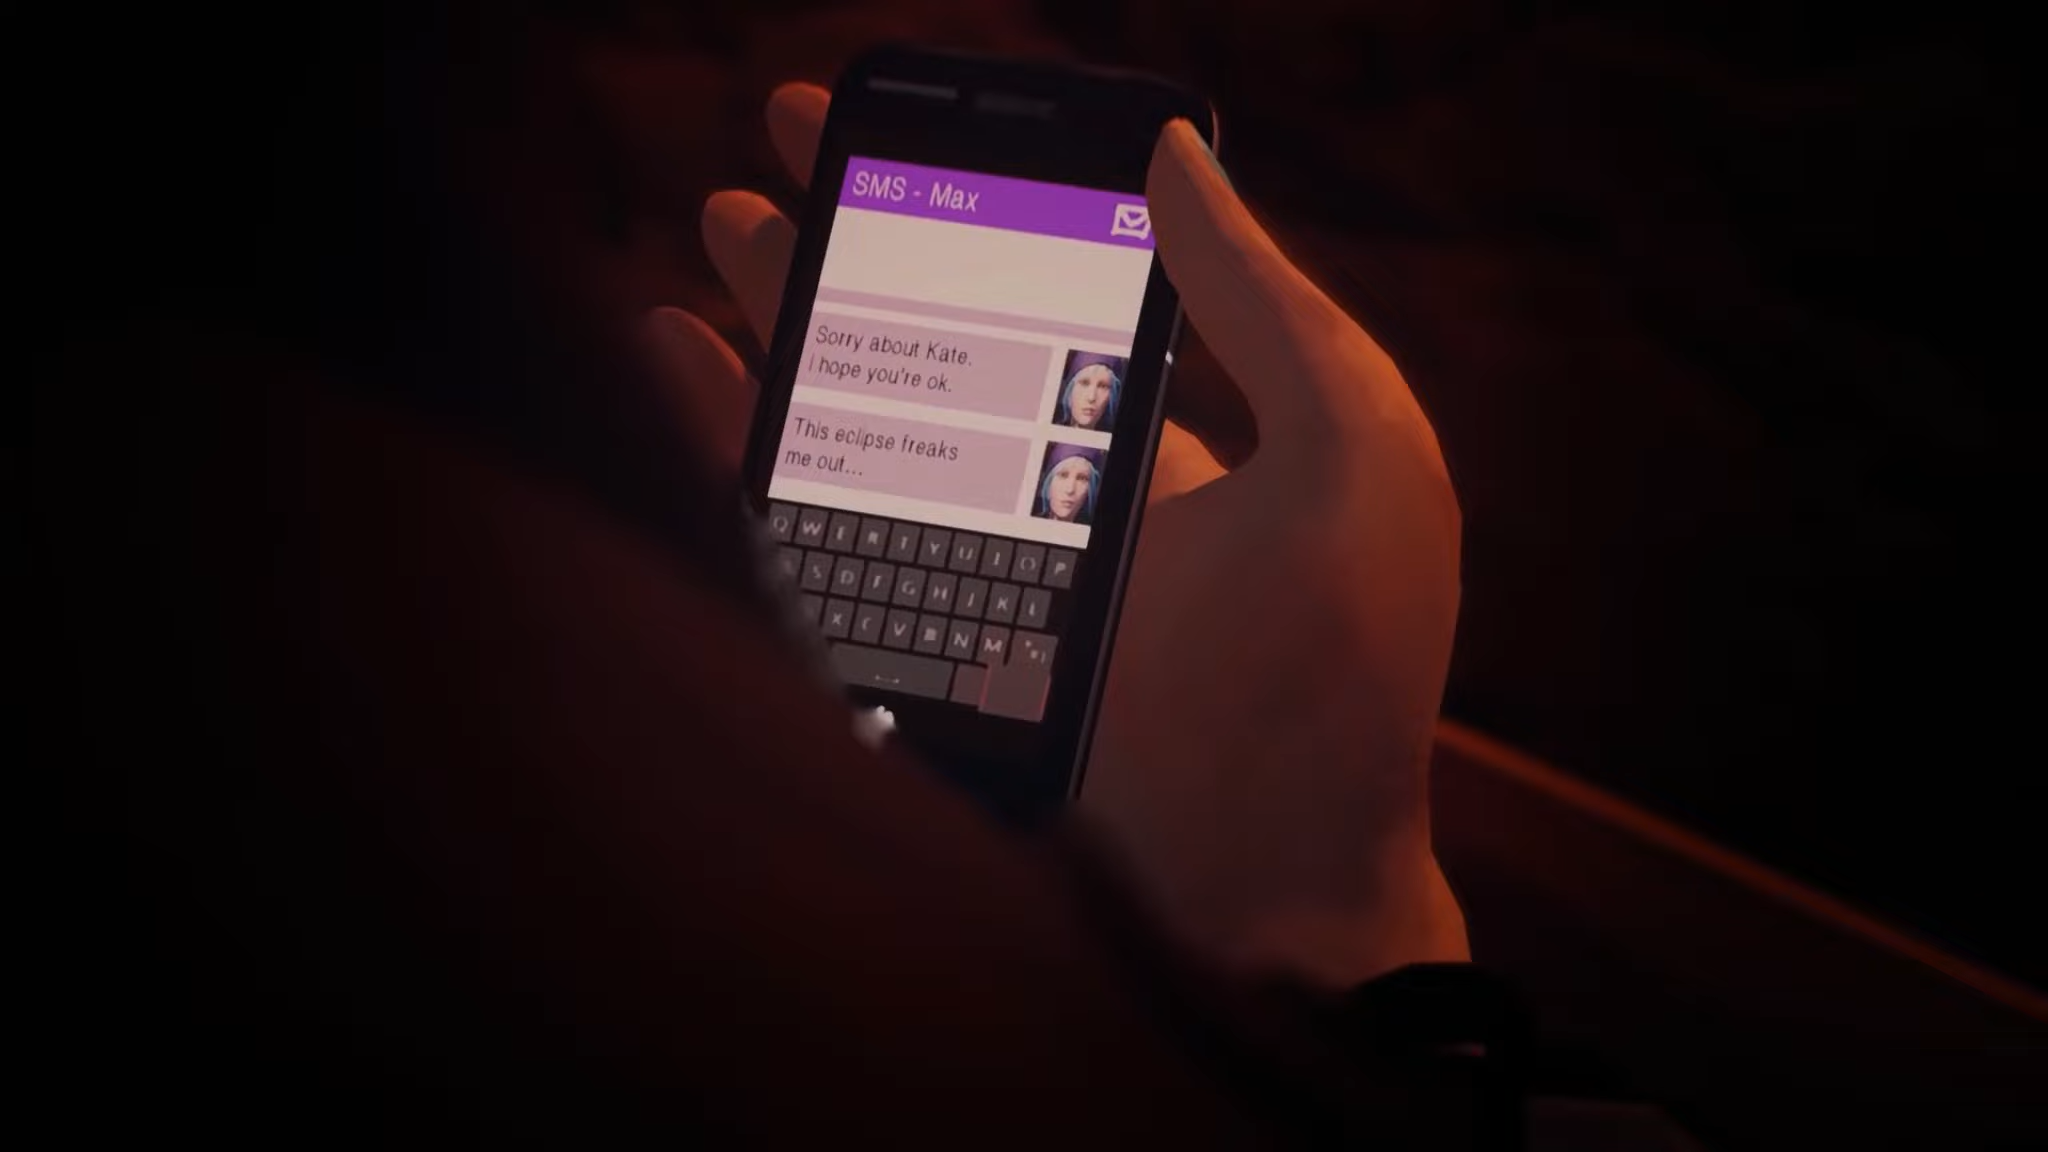 SMS - Max
Sorry about Kate.
I hope you're ok.
This eclipse freaks
me out...
Q W E R T Y U I O P
S D F G H J K L
X C V B N M